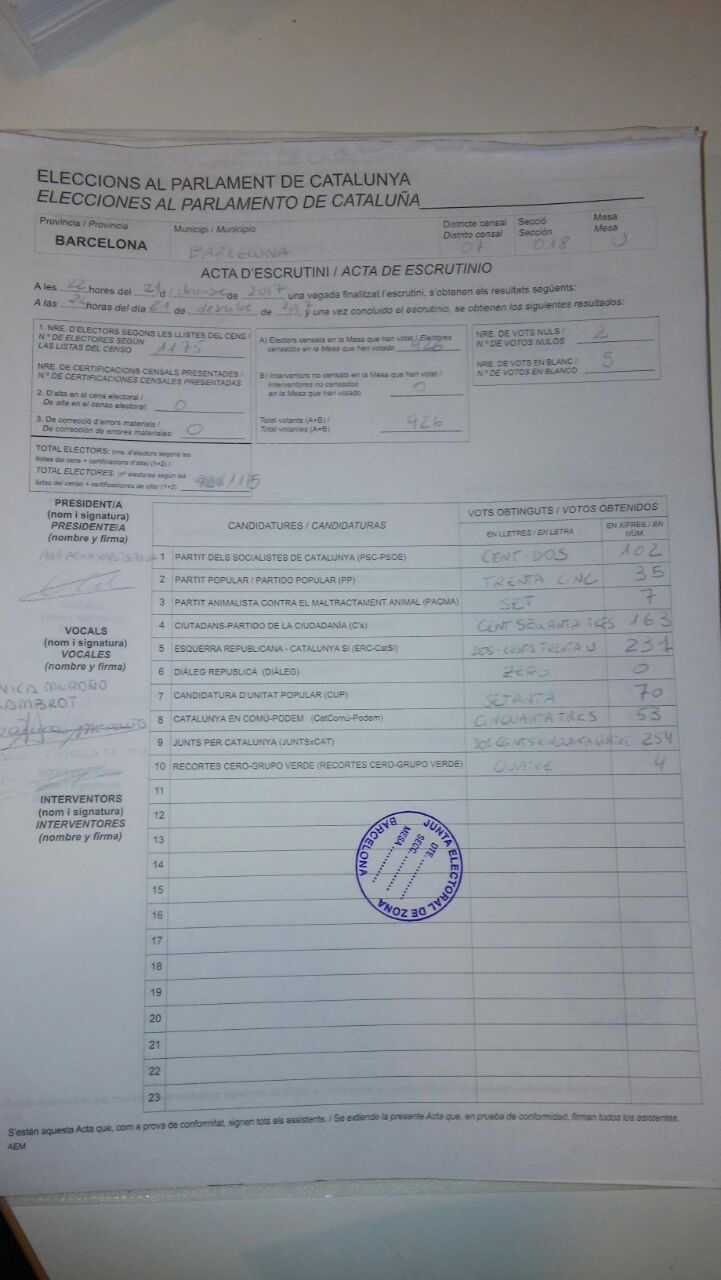 ELECCIONS AL PARLAMENT DE CATALUNYA
ELECCIONES AL PARLAMENTO DE CATALUÑA
Província / Provincia
BARCELONA
Municipi / Municipio
BARCELONA
Districte censal
Distrito censal
07
Secció
Sección
018
Mesa
Mesa
U
ACTA D'ESCRUTINI / ACTA DE ESCRUTINIO
A les 22 hores del 21 d de 2017, una vegada finalitzat l'escrutini, s'obtenen els resultats següents:
A las horas del día 21 de de 2017 y una vez concluido el escrutinio, se obtienen los siguientes resultados:
1. NRE. D'ELECTORS SEGONS LES LLISTES DEL CENS /
N.º DE ELECTORES SEGÚN
LAS LISTAS DEL CENSO 1175
NRE. DE CERTIFICACIONS CENSALS PRESENTADES /
N.º DE CERTIFICACIONES CENSALES PRESENTADAS
2. D'alta en el cens electoral /
De alta en el censo electoral: 0
3. De correcció d'errors materials /
De corrección de errores materiales: 0
TOTAL ELECTORS: (nre. d'electors segons les
llistes del cens + certificacions d'alta) (1+2) /
TOTAL ELECTORES: (nº electores según las
listas del censo + certificaciones de alta) (1+2) 1175
A) Electors censats en la Mesa que han votat / Electores
censados en la Mesa que han votado 926
B) Interventors no censats en la Mesa que han votat /
Interventores no censados
en la Mesa que han votado 0
Total votants (A+B) /
Total votantes (A+B) 926
NRE. DE VOTS NULS /
N.º DE VOTOS NULOS 2
NRE. DE VOTS EN BLANC /
N.º DE VOTOS EN BLANCO 5
PRESIDENT/A
(nom i signatura)
PRESIDENTE/A
(nombre y firma)
VOCALS
(nom i signatura)
VOCALES
(nombre y firma)
NICA MEROÑO
LAMBROT
INTERVENTORS
(nom i signatura)
INTERVENTORES
(nombre y firma)
CANDIDATURES / CANDIDATURAS
VOTS OBTINGUTS / VOTOS OBTENIDOS
EN LLETRES / EN LETRA
EN XIFRES / EN NÚM.
1 PARTIT DELS SOCIALISTES DE CATALUNYA (PSC-PSOE) CENT-DOS 102
2 PARTIT POPULAR / PARTIDO POPULAR (PP) TRENTA CINC 35
3 PARTIT ANIMALISTA CONTRA EL MALTRACTAMENT ANIMAL (PACMA) SET 7
4 CIUTADANS-PARTIDO DE LA CIUDADANÍA (C's) CENT SEIXANTA TRES 163
5 ESQUERRA REPUBLICANA - CATALUNYA SÍ (ERC-CatSí) DOS-CENTS TRENTA U 231
6 DIÀLEG REPUBLICÀ (DIÀLEG) ZERO 0
7 CANDIDATURA D'UNITAT POPULAR (CUP) SETANTA 70
8 CATALUNYA EN COMÚ-PODEM (CatComú-Podem) CINQUANTA TRES 53
9 JUNTS PER CATALUNYA (JUNTSxCAT) DOS CENTS CINQUANTA QUATRE 254
10 RECORTES CERO-GRUPO VERDE (RECORTES CERO-GRUPO VERDE) QUATRE 4
11
12
13
14
15
16
17
18
19
20
21
22
23
JUNTA ELECTORAL DE ZONA
BARCELONA
DTE.
SECC.
MESA
S'estén aquesta Acta que, com a prova de conformitat, signen tots els assistents. / Se extiende la presente Acta que, en prueba de conformidad, firman todos los asistentes.
AEM